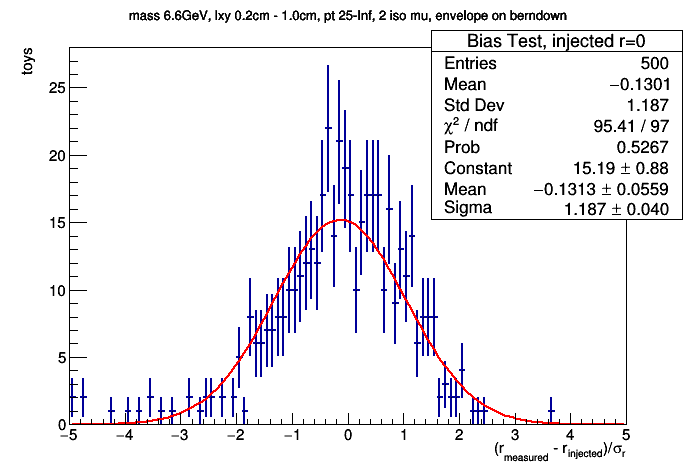 mass 6.6GeV, lxy 0.2cm - 1.0cm, pt 25-Inf, 2 iso mu, envelope on berndown
Bias Test, injected r=0
Entries 500
Mean −0.1301
Std Dev 1.187
χ² / ndf 95.41 / 97
Prob 0.5267
Constant 15.19 ± 0.88
Mean −0.1313 ± 0.0559
Sigma 1.187 ± 0.040
toys
25
20
15
10
5
0
−5 −4 −3 −2 −1 0 1 2 3 4 5
(r_measured - r_injected)/σ_r